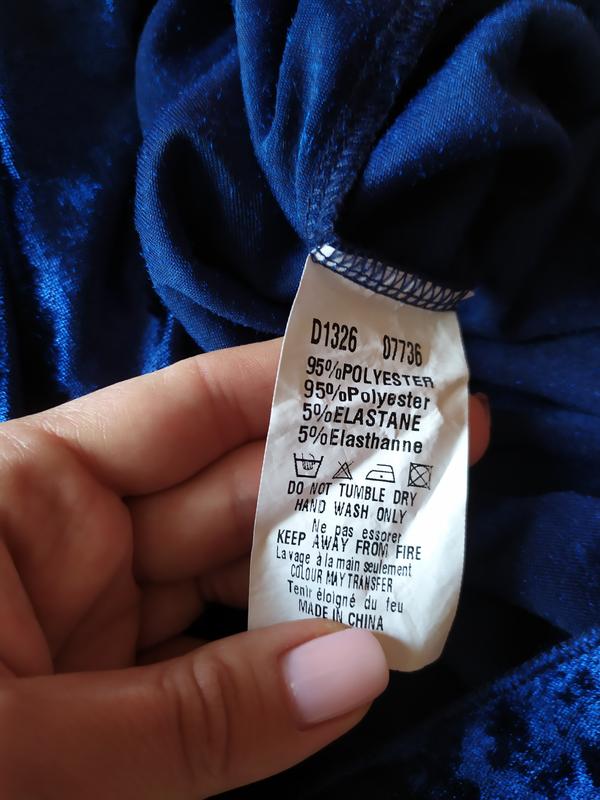 D1326 07736
95%POLYESTER
95%Polyester
5%ELASTANE
5%Elasthanne
DO NOT TUMBLE DRY
HAND WASH ONLY
Ne pas essorer
KEEP AWAY FROM FIRE
Lavage à la main seulement
COLOUR MAY TRANSFER
Tenir éloigné du feu
MADE IN CHINA